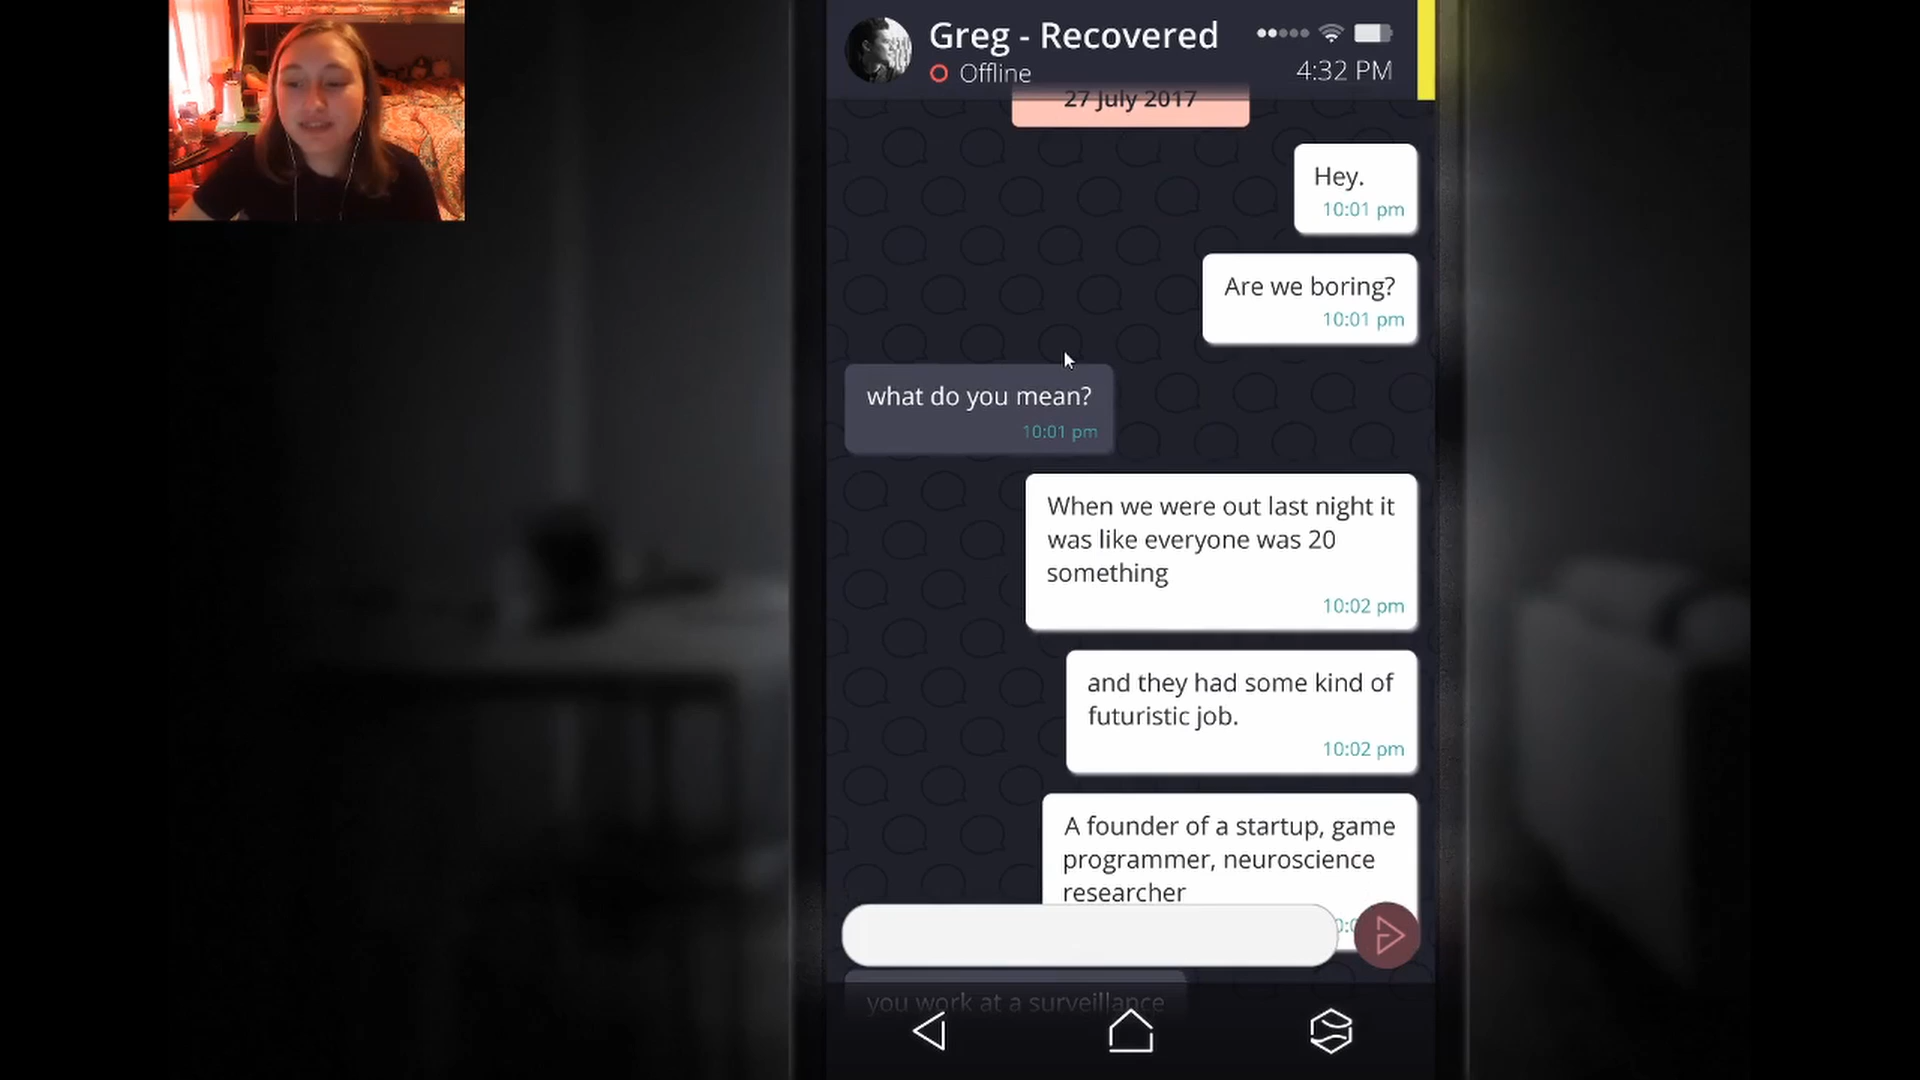 Greg - Recovered
Offline
4:32 PM
27 July 2017
Hey.
10:01 pm
Are we boring?
10:01 pm
what do you mean?
10:01 pm
When we were out last night it
was like everyone was 20
something
10:02 pm
and they had some kind of
futuristic job.
10:02 pm
A founder of a startup, game
programmer, neuroscience
researcher
you work at a surveillance